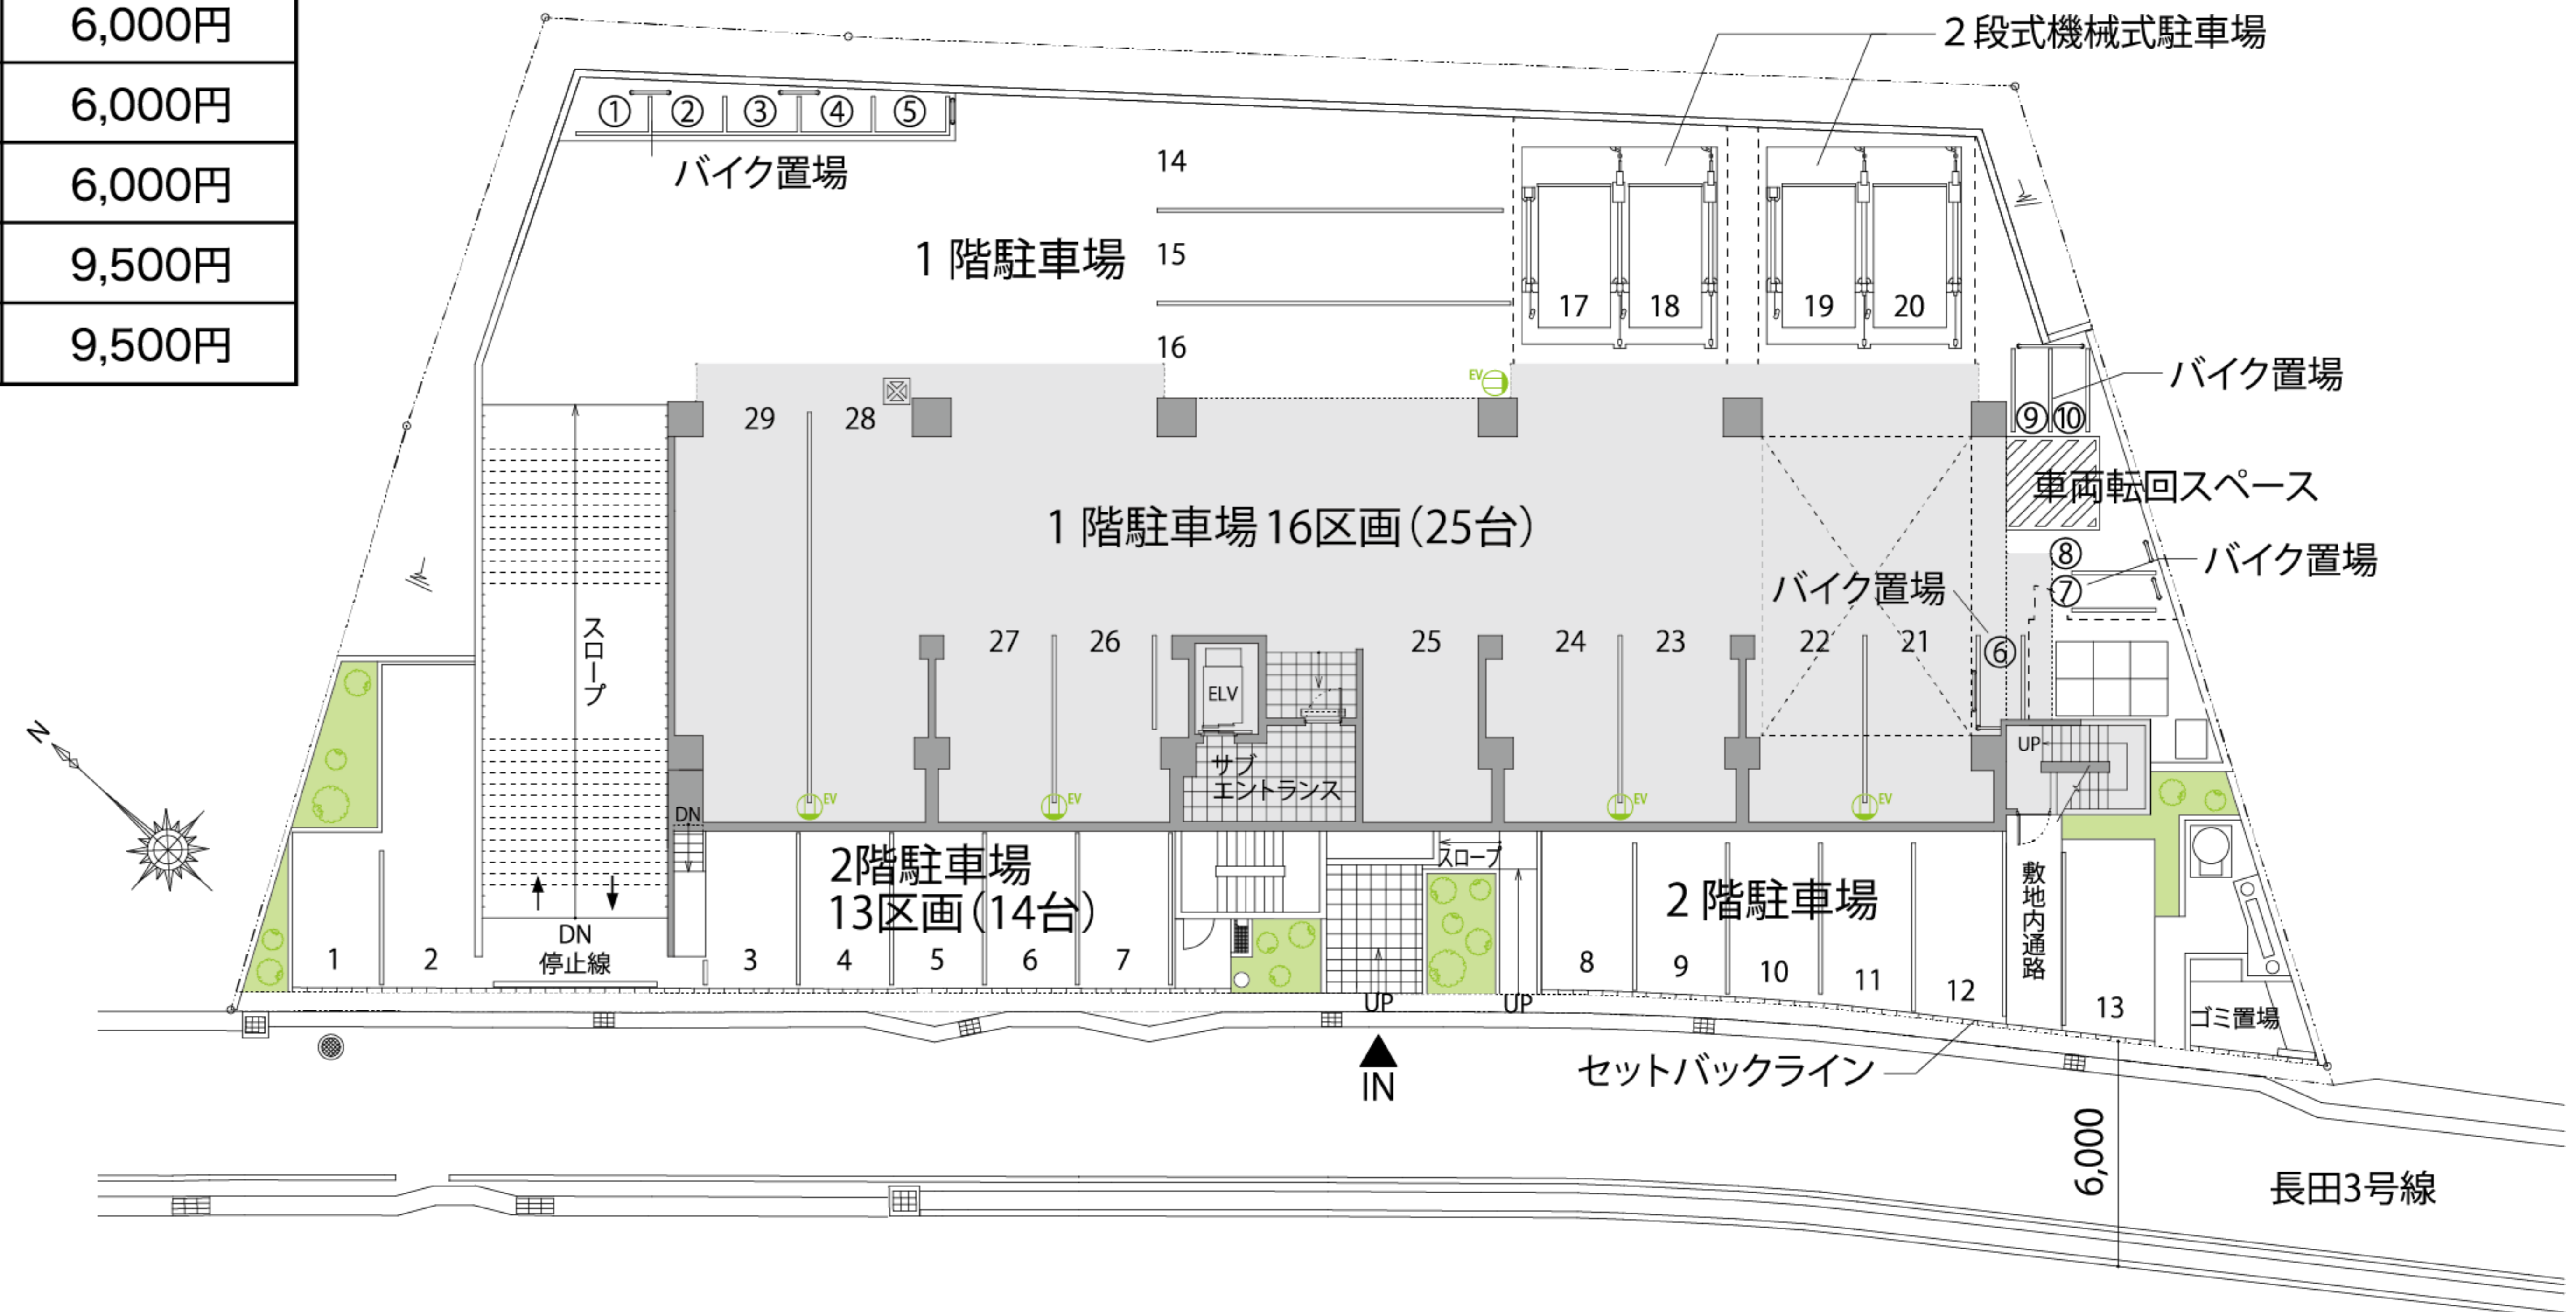 6,000円
6,000円
6,000円
9,500円
9,500円
2段式機械式駐車場
① ② ③ ④ ⑤
バイク置場
14
1階駐車場
15
16
17 18 19 20
バイク置場
⑨ ⑩
EV
29 28
車両転回スペース
1階駐車場 16区画(25台)
⑧
バイク置場
⑦
バイク置場
スロープ
27 26
25
24 23
22 21
⑥
ELV
N
サブ
エントランス
UP
EV
EV
EV
EV
DN
2階駐車場
13区画(14台)
スロープ
2階駐車場
敷地内通路
DN
停止線
1 2
3 4 5 6 7
8 9 10 11 12
13
ゴミ置場
UP
UP
IN
セットバックライン
6,000
長田3号線